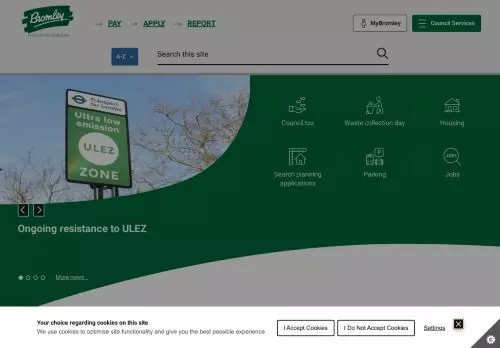 Bromley
THE LONDON BOROUGH
→ PAY → APPLY → REPORT
MyBromley
Council Services
A-Z
Search this site
Transport
for London
Ultra low
emission
ULEZ
ZONE
Council tax
Waste collection day
Housing
Search planning
applications
P
Parking
JOBS
Jobs
Ongoing resistance to ULEZ
More news...
Your choice regarding cookies on this site
We use cookies to optimise site functionality and give you the best possible experience.
I Accept Cookies
I Do Not Accept Cookies
Settings